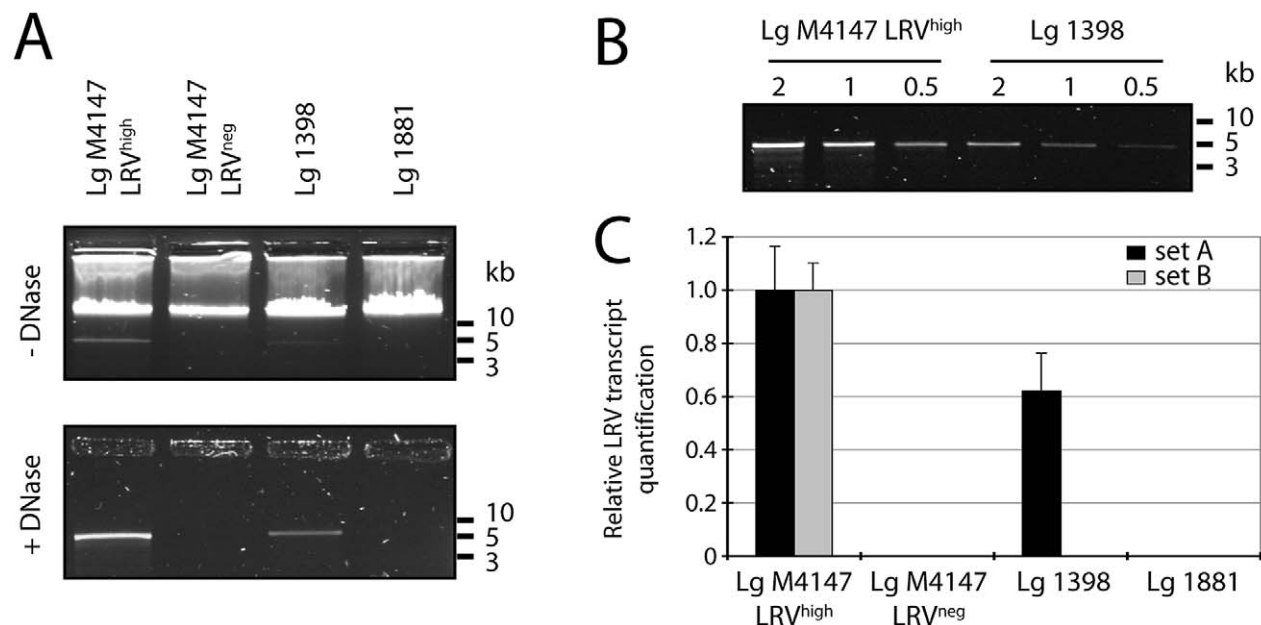 A
Lg M4147
LRVhigh
Lg M4147
LRVneg
Lg 1398
Lg 1881
- DNase
kb
10
5
3
+ DNase
10
5
3
B
Lg M4147 LRVhigh
Lg 1398
2 1 0.5 2 1 0.5
kb
10
5
3
C
Relative LRV transcript
quantification
1.2
1.0
0.8
0.6
0.4
0.2
0
set A
set B
Lg M4147
LRVhigh
Lg M4147
LRVneg
Lg 1398
Lg 1881